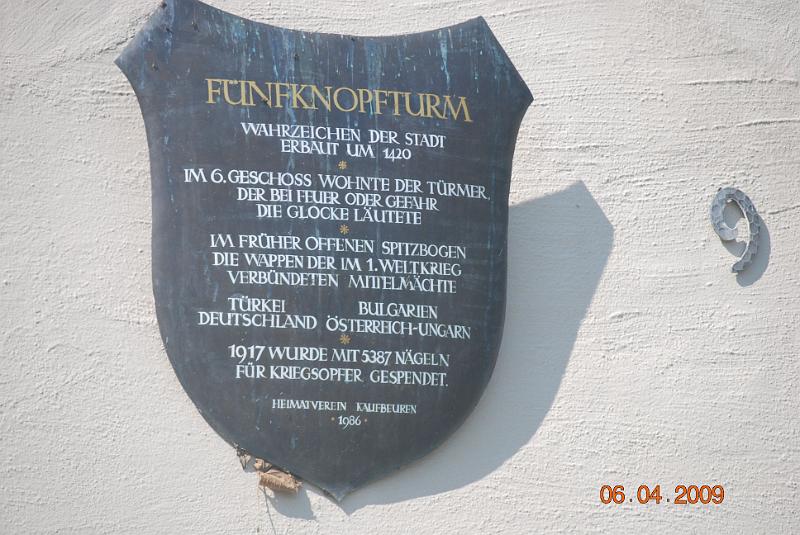 FÜNFKNOPFTURM
WAHRZEICHEN DER STADT
ERBAUT UM 1420
IM 6. GESCHOSS WOHNTE DER TÜRMER,
DER BEI FEUER ODER GEFAHR
DIE GLOCKE LÄUTETE
IM FRÜHER OFFENEN SPITZBOGEN
DIE WAPPEN DER IM 1. WELTKRIEG
VERBÜNDETEN MITTELMÄCHTE
TÜRKEI BULGARIEN
DEUTSCHLAND ÖSTERREICH-UNGARN
1917 WURDE MIT 5387 NÄGELN
FÜR KRIEGSOPFER GESPENDET.
HEIMATVEREIN KAUFBEUREN
· 1986 ·
9
06.04.2009